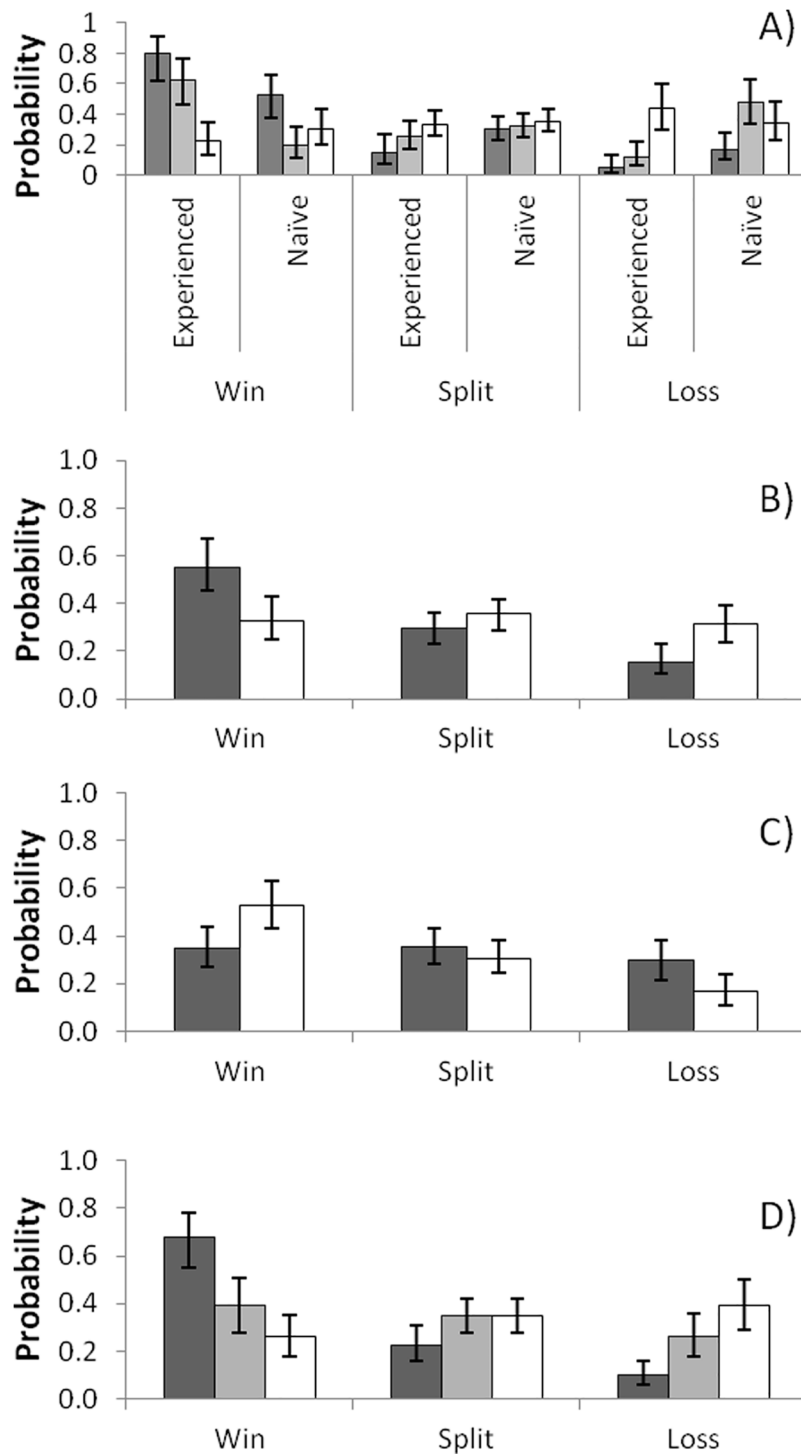 A)
Probability
1
0.8
0.6
0.4
0.2
0
Experienced
Naïve
Experienced
Naïve
Experienced
Naïve
Win
Split
Loss
B)
Probability
1.0
0.8
0.6
0.4
0.2
0.0
Win
Split
Loss
C)
Probability
1.0
0.8
0.6
0.4
0.2
0.0
Win
Split
Loss
D)
Probability
1.0
0.8
0.6
0.4
0.2
0.0
Win
Split
Loss